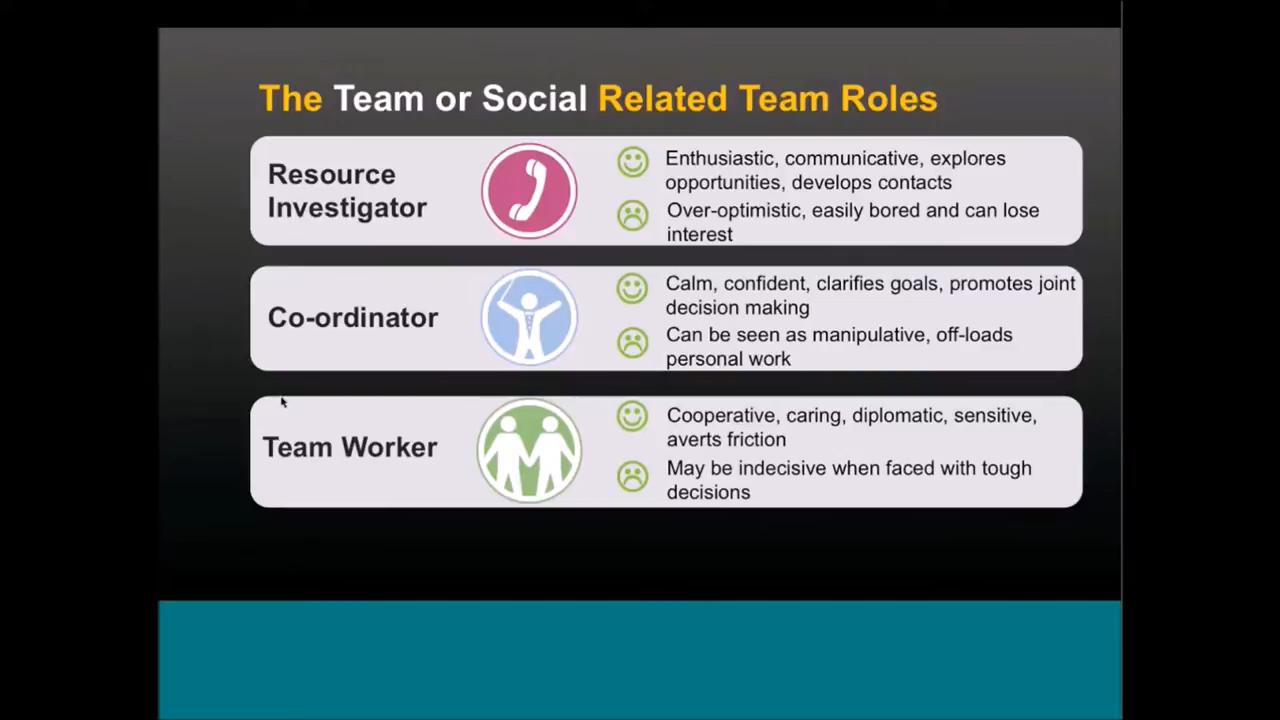 The Team or Social Related Team Roles
Resource
Investigator
Enthusiastic, communicative, explores
opportunities, develops contacts
Over-optimistic, easily bored and can lose
interest
Co-ordinator
Calm, confident, clarifies goals, promotes joint
decision making
Can be seen as manipulative, off-loads
personal work
Team Worker
Cooperative, caring, diplomatic, sensitive,
averts friction
May be indecisive when faced with tough
decisions